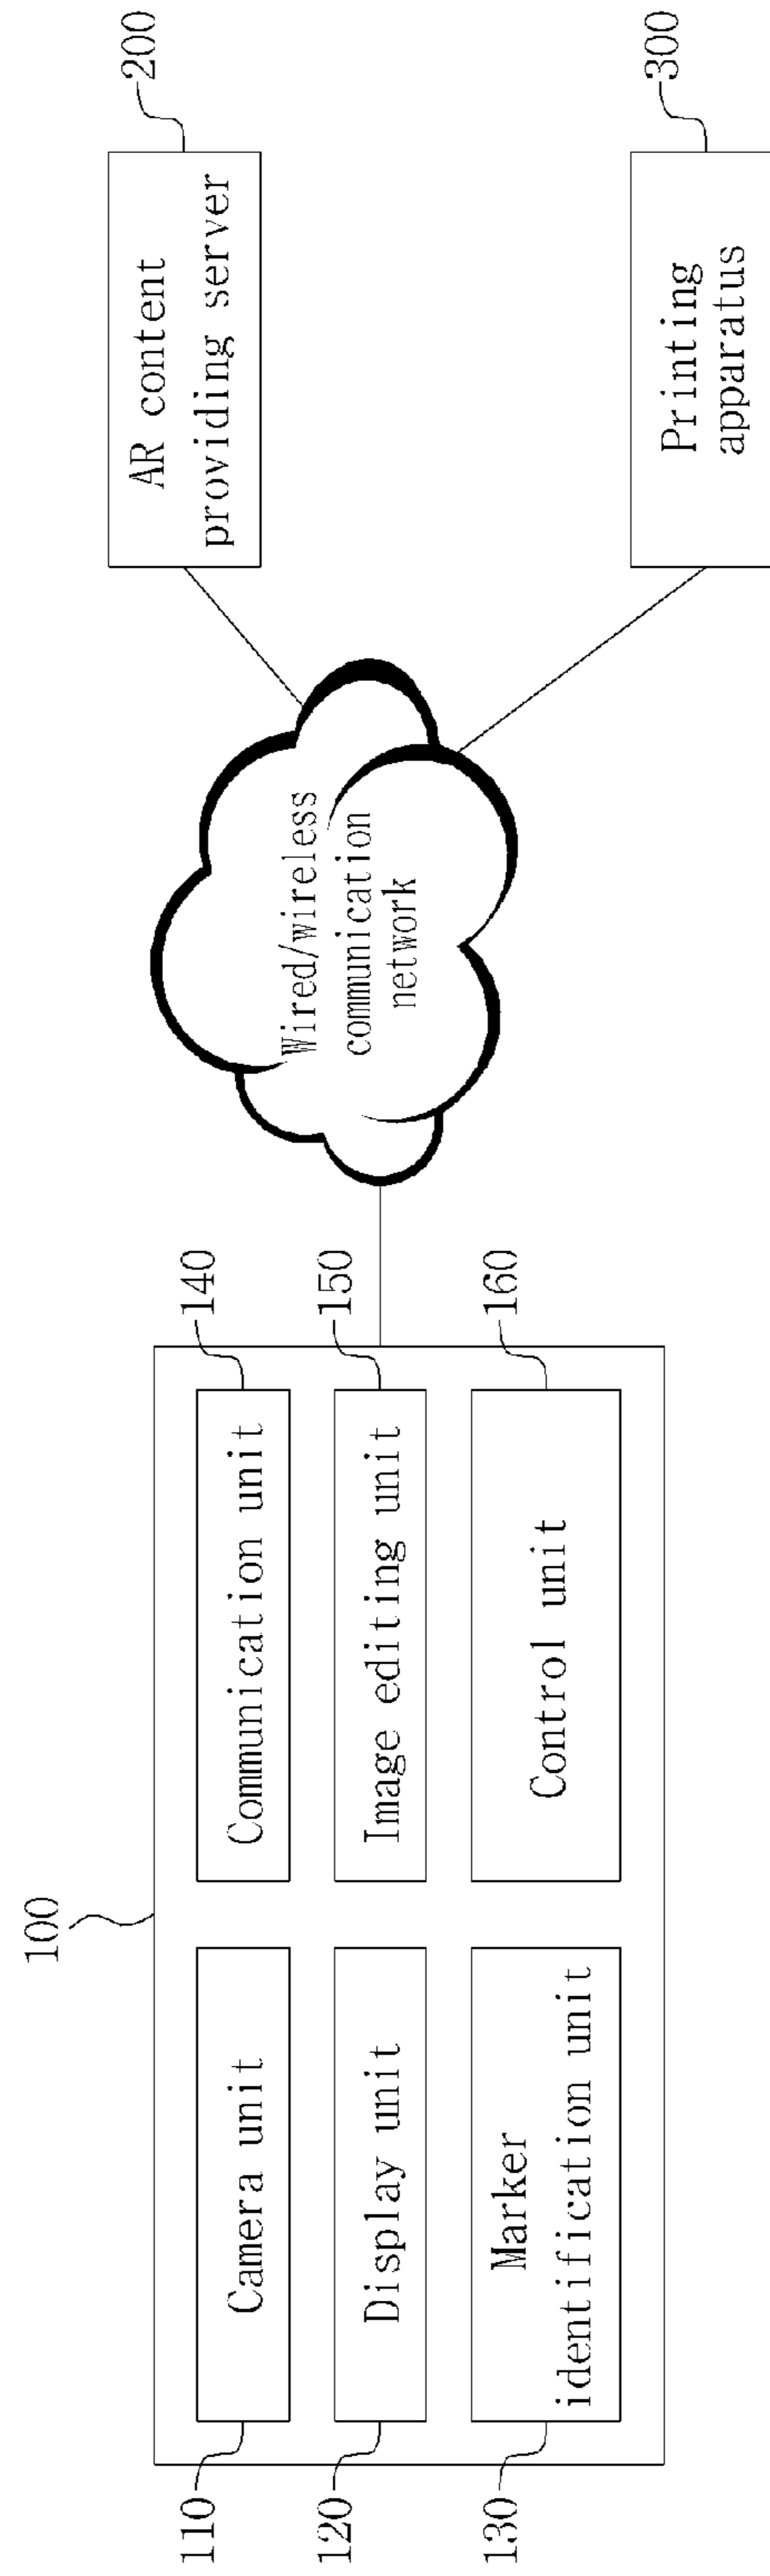 100
110
Camera unit
Communication unit
140
120
Display unit
Image editing unit
150
130
Marker
identification unit
Control unit
160
Wired/wireless
communication
network
AR content
providing server
200
Printing
apparatus
300